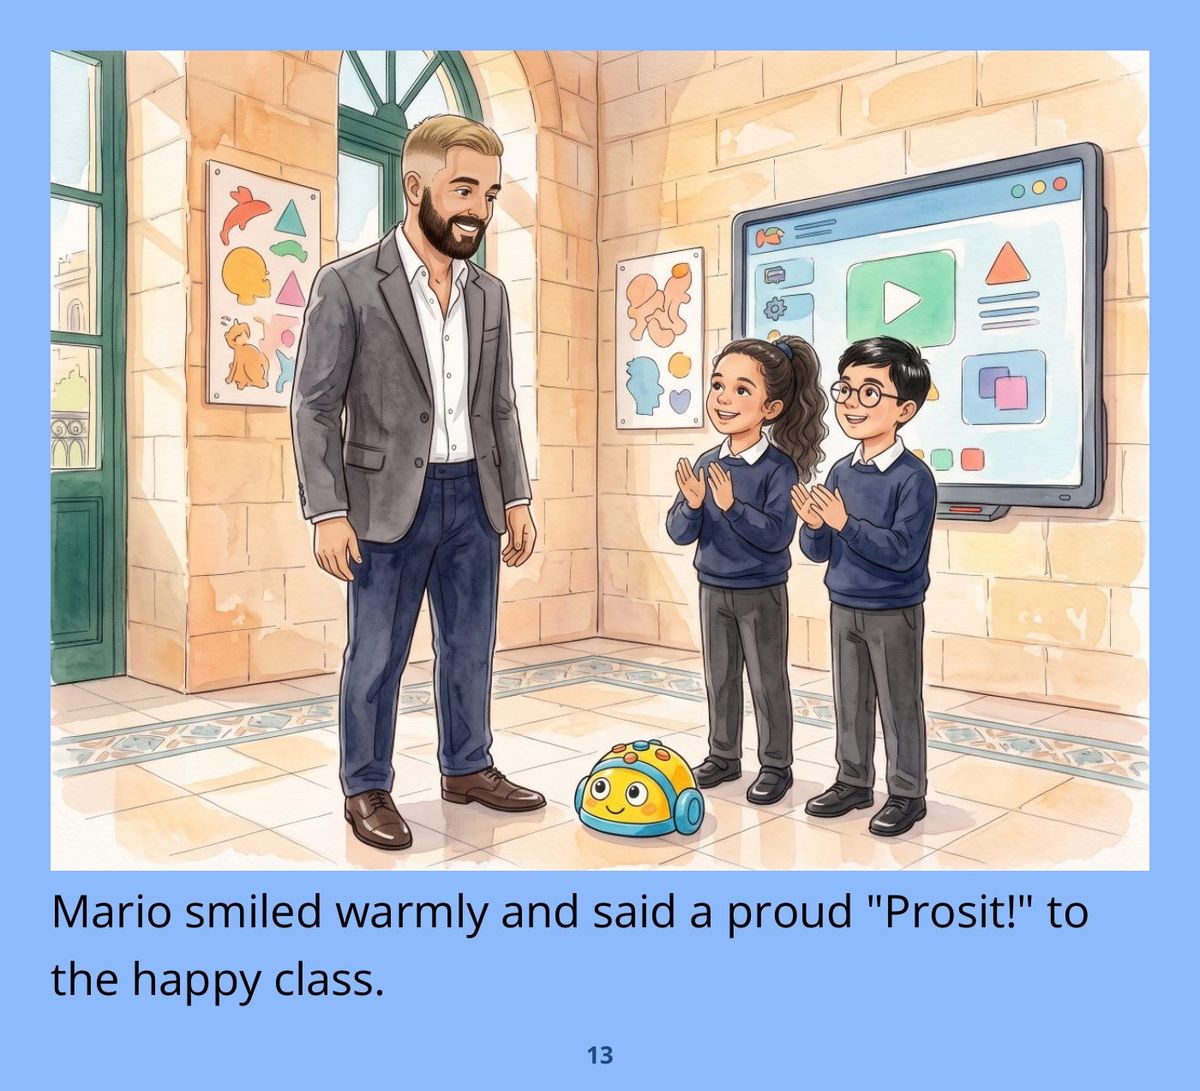 Mario smiled warmly and said a proud "Prosit!" to
the happy class.
13